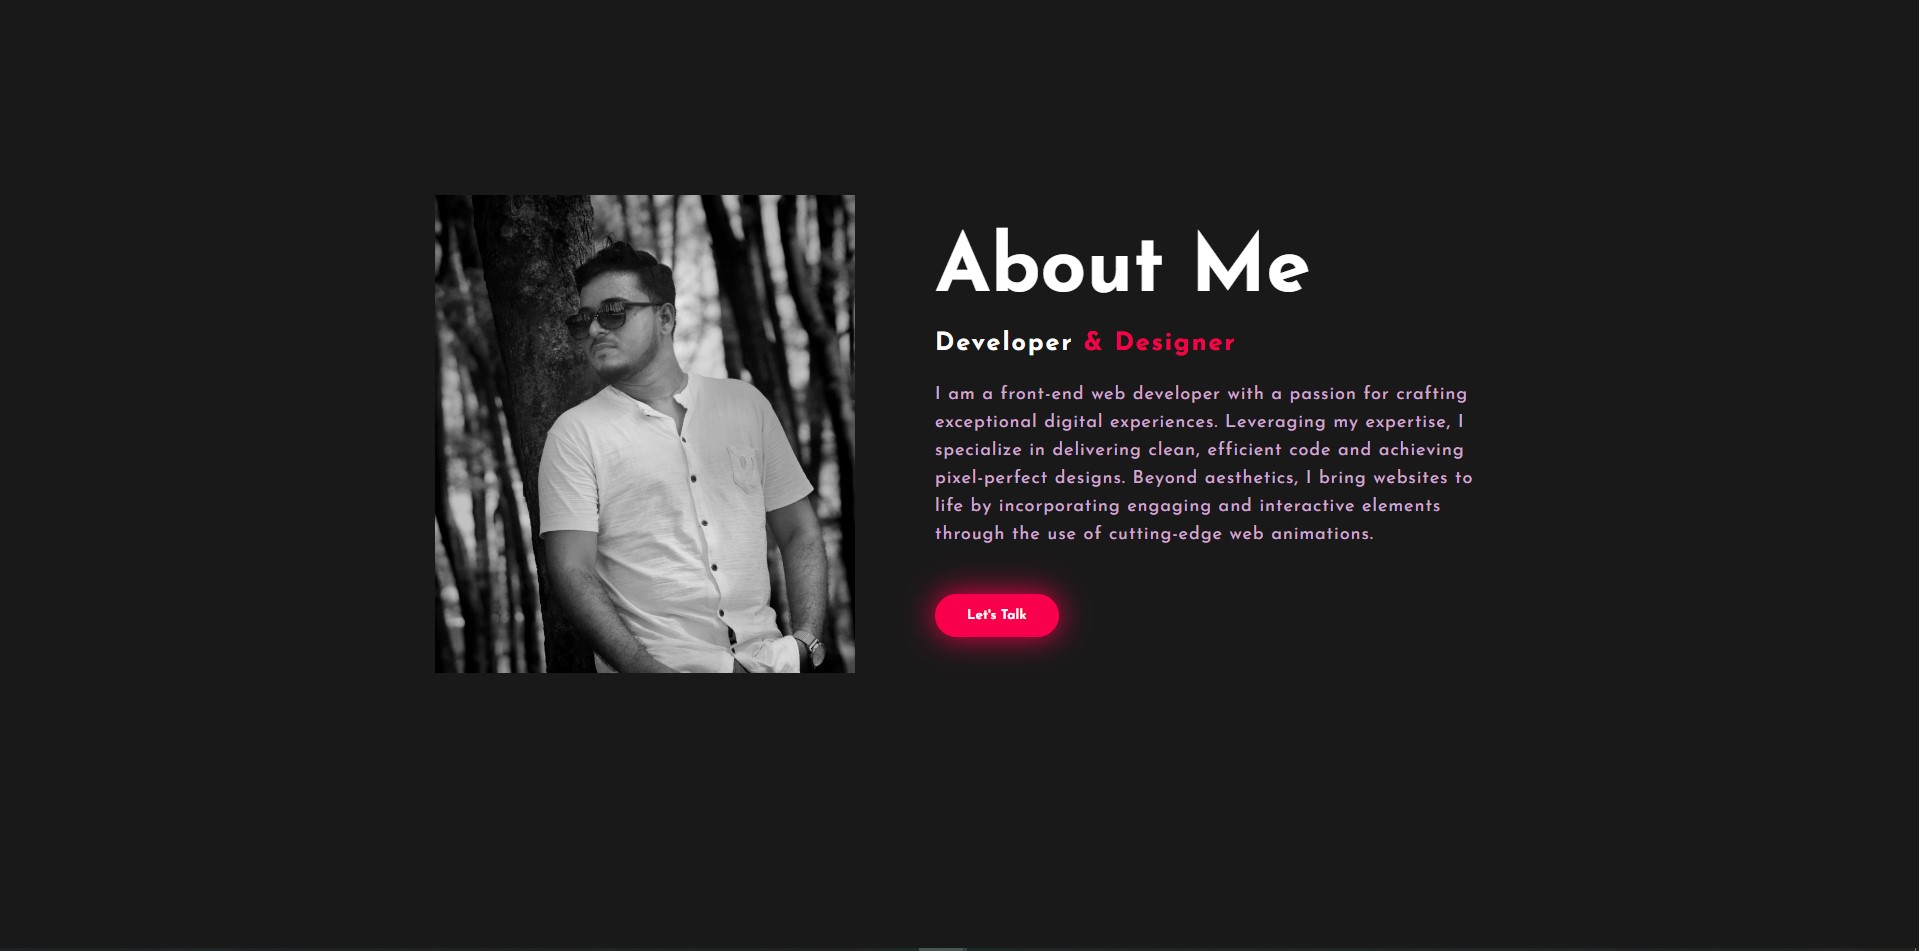 About Me
Developer & Designer
I am a front-end web developer with a passion for crafting
exceptional digital experiences. Leveraging my expertise, I
specialize in delivering clean, efficient code and achieving
pixel-perfect designs. Beyond aesthetics, I bring websites to
life by incorporating engaging and interactive elements
through the use of cutting-edge web animations.
Let's Talk